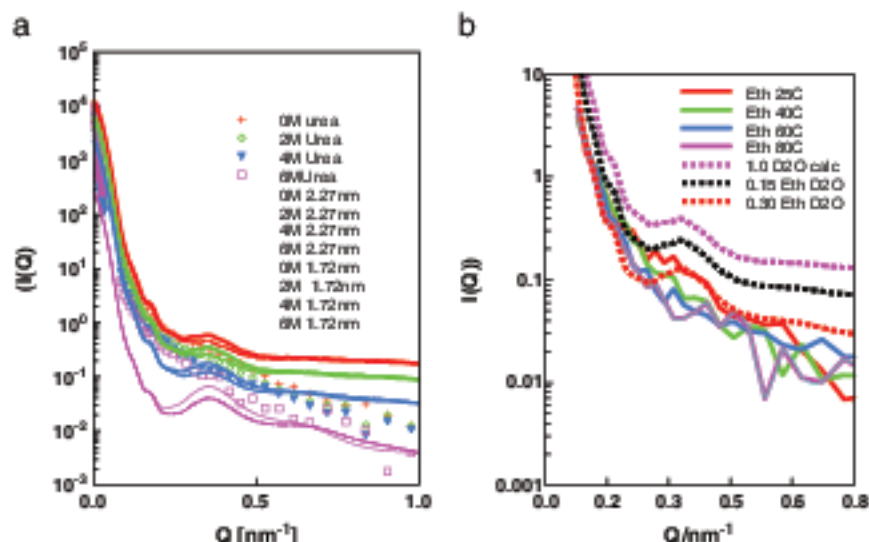 a
10^5
10^4
10^3
10^2
10^1
10^0
10^-1
10^-2
10^-3
(I(Q)
0M urea
2M Urea
4M Urea
6MUrea
0M 2.27nm
2M 2.27nm
4M 2.27nm
6M 2.27nm
0M 1.72nm
2M 1.72nm
4M 1.72nm
6M 1.72nm
0.0 0.5 1.0
Q [nm^-1]
b
10
1
0.1
0.01
0.001
I(Q))
Eth 25C
Eth 40C
Eth 60C
Eth 80C
1.0 D2O calc
0.15 Eth D2O
0.30 Eth D2O
0.0 0.2 0.3 0.5 0.6 0.8
Q/nm^-1